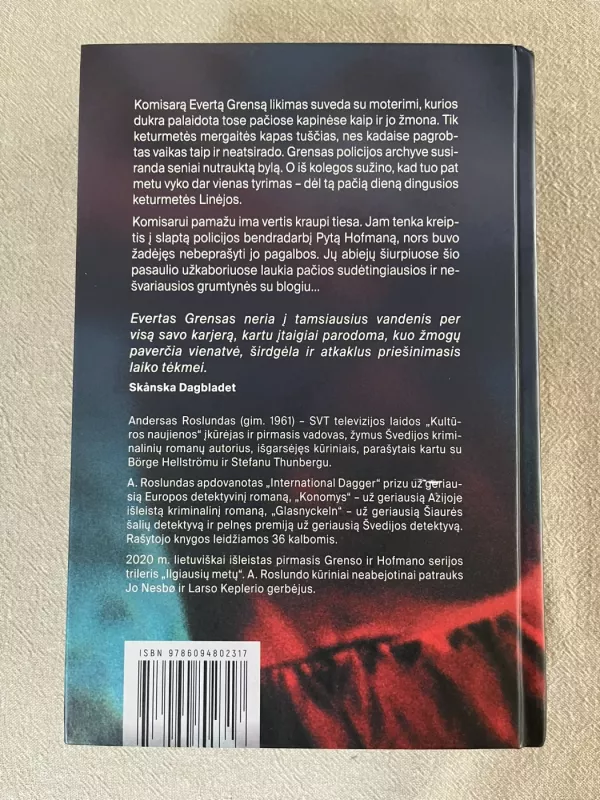 Komisarą Evertą Grensą likimas suveda su moterimi, kurios
dukra palaidota tose pačiose kapinėse kaip ir jo žmona. Tik
keturmetės mergaitės kapas tuščias, nes kadaise pagrob-
tas vaikas taip ir neatsirado. Grensas policijos archyve susi-
randa seniai nutrauktą bylą. O iš kolegos sužino, kad tuo pat
metu vyko dar vienas tyrimas – dėl tą pačią dieną dingusios
keturmetės Linėjos.
Komisarui pamažu ima vertis kraupi tiesa. Jam tenka kreip-
tis į slaptą policijos bendradarbį Pytą Hofmaną, nors buvo
žadėjęs nebeprašyti jo pagalbos. Jų abiejų šiurpiuose šio
pasaulio užkaboriuose laukia pačios sudėtingiausios ir ne-
švariausios grumtynės su blogiu...
Evertas Grensas neria į tamsiausius vandenis per
visą savo karjerą, kartu įtaigiai parodoma, kuo žmogų
paverčia vienatvė, širdgėla ir atkaklus priešinimasis
laiko tėkmei.
Skånska Dagbladet
Andersas Roslundas (gim. 1961) – SVT televizijos laidos „Kultū-
ros naujienos“ įkūrėjas ir pirmasis vadovas, žymus Švedijos krimi-
nalinių romanų autorius, išgarsėjęs kūriniais, parašytais kartu su
Börge Hellströmu ir Stefanu Thunbergu.
A. Roslundas apdovanotas „International Dagger“ prizu už geriau-
sią Europos detektyvinį romaną, „Konomys“ – už geriausią Azijoje
išleistą kriminalinį romaną, „Glasnyckeln“ – už geriausią Šiaurės
šalių detektyvą ir pelnęs premiją už geriausią Švedijos detektyvą.
Rašytojo knygos leidžiamos 36 kalbomis.
2020 m. lietuviškai išleistas pirmasis Grenso ir Hofmano serijos
trileris „Ilgiausių metų“. A. Roslundo kūriniai neabejotinai patrauks
Jo Nesbø ir Larso Keplerio gerbėjus.
ISBN 9786094802317